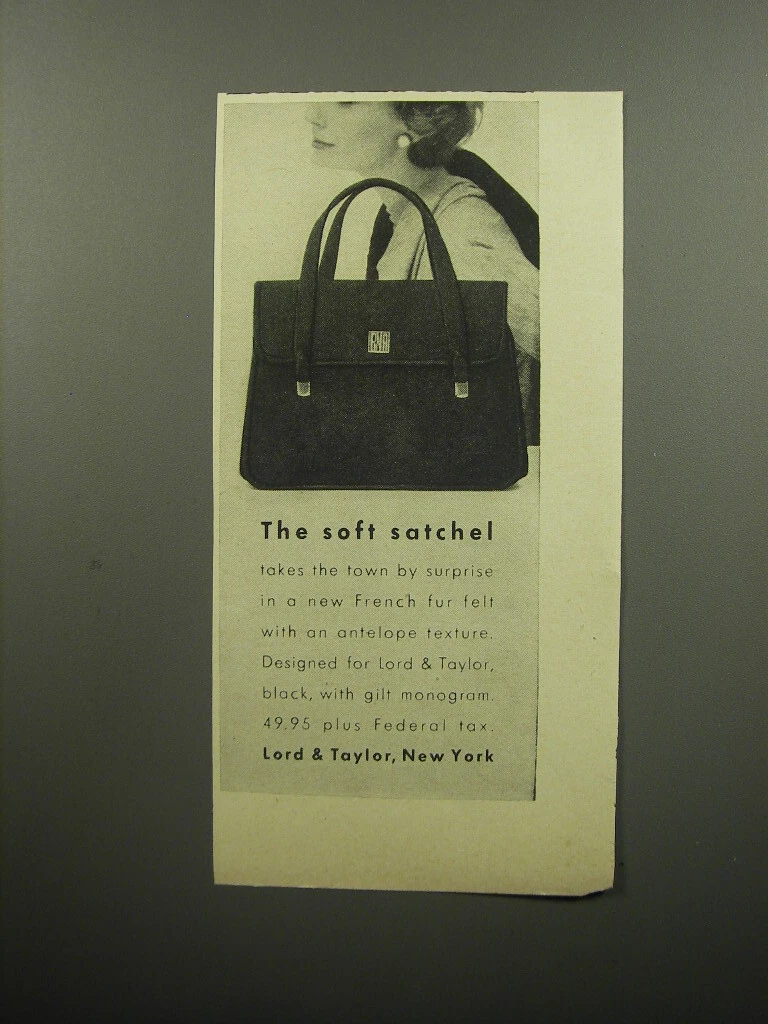 The soft satchel
takes the town by surprise
in a new French fur felt
with an antelope texture.
Designed for Lord & Taylor,
black, with gilt monogram.
49.95 plus Federal tax.
Lord & Taylor, New York